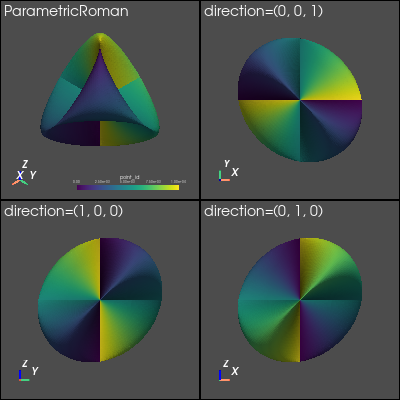 ParametricRoman
direction=(0, 0, 1)
Z
X Y
point_id
Y
X
direction=(1, 0, 0)
direction=(0, 1, 0)
Z
Y
Z
X